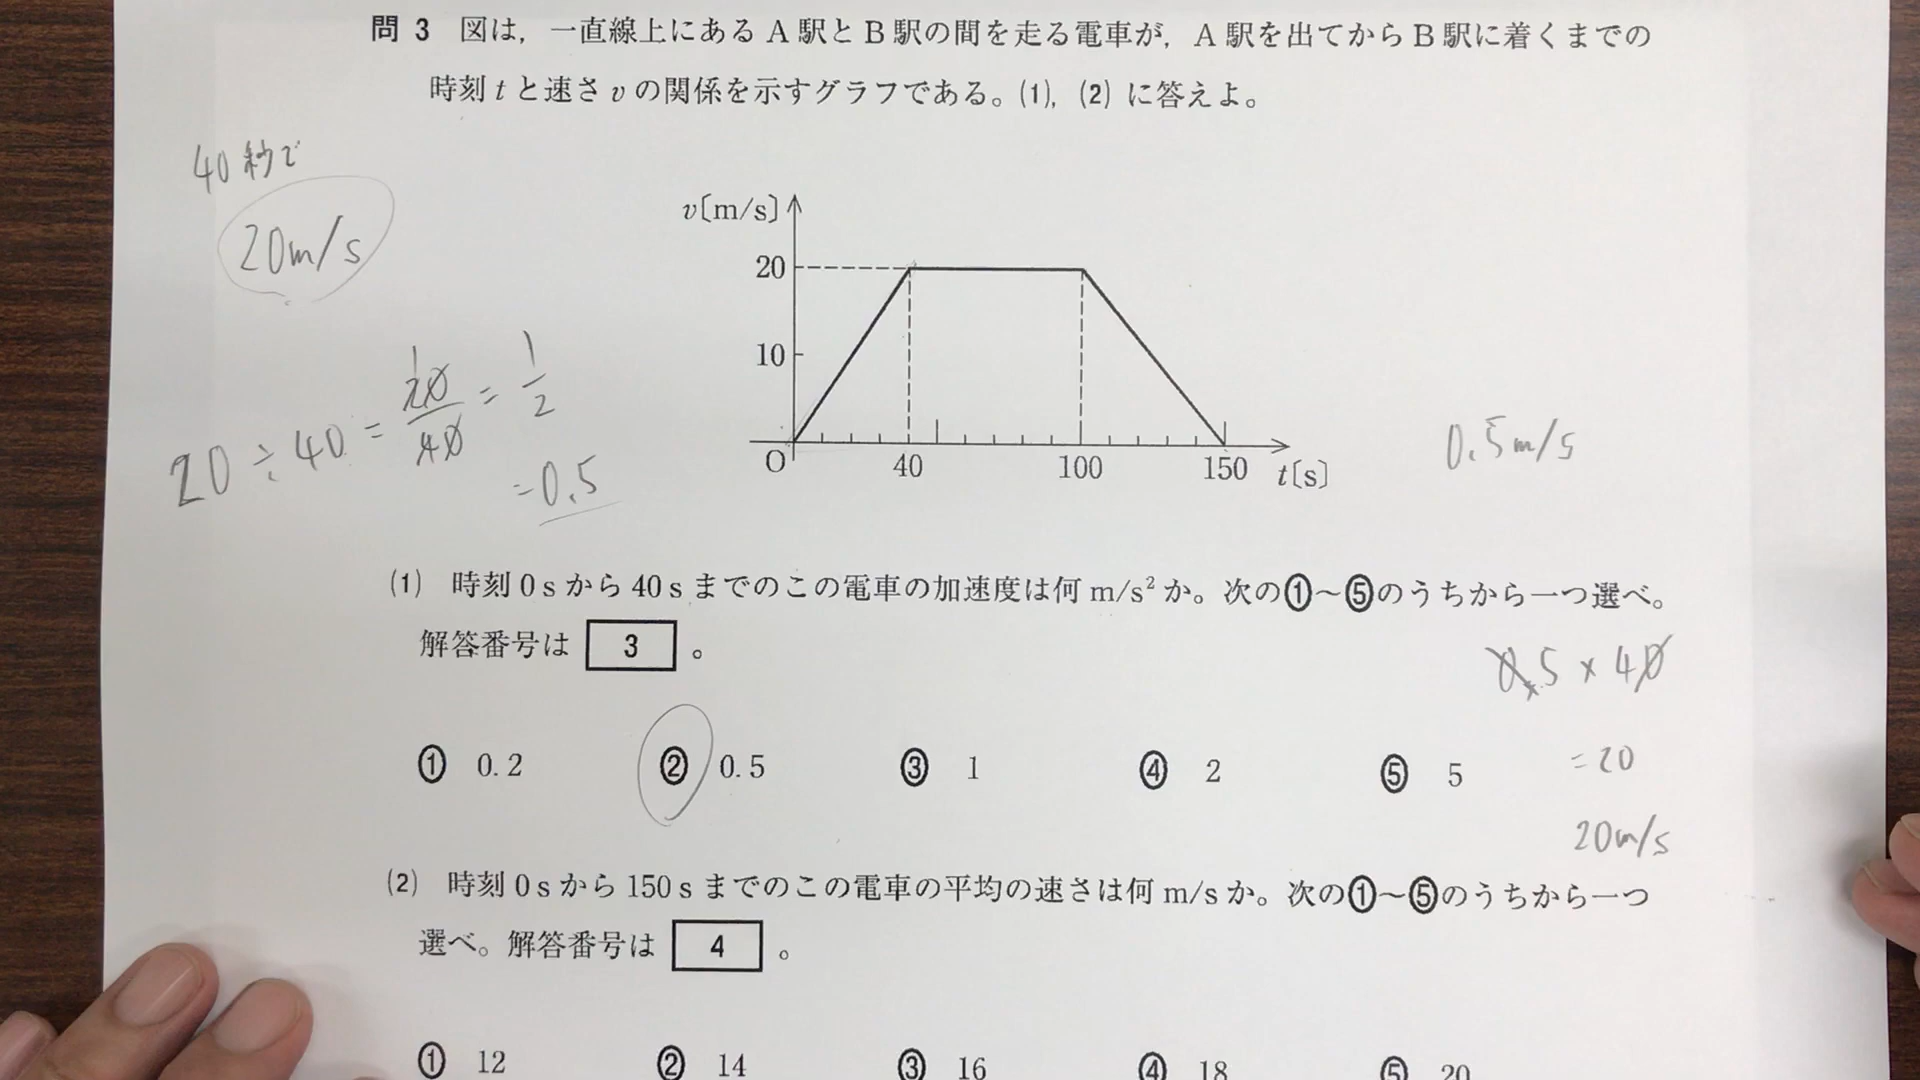 問 3 図は，一直線上にある A 駅と B 駅の間を走る電車が，A 駅を出てから B 駅に着くまでの
時刻 t と速さ v の関係を示すグラフである。(1)，(2) に答えよ。
40秒で
20m/s
v〔m/s〕
20
10
O
40
100
150
t〔s〕
20÷40=20/40=1/2
=0.5
0.5m/s
(1) 時刻 0 s から 40 s までのこの電車の加速度は何 m/s² か。次の①～⑤のうちから一つ選べ。
解答番号は 3 。
0.5×40
=20
20m/s
① 0.2 ② 0.5 ③ 1 ④ 2 ⑤ 5
(2) 時刻 0 s から 150 s までのこの電車の平均の速さは何 m/s か。次の①～⑤のうちから一つ
選べ。解答番号は 4 。
① 12 ② 14 ③ 16 ④ 18 ⑤ 20